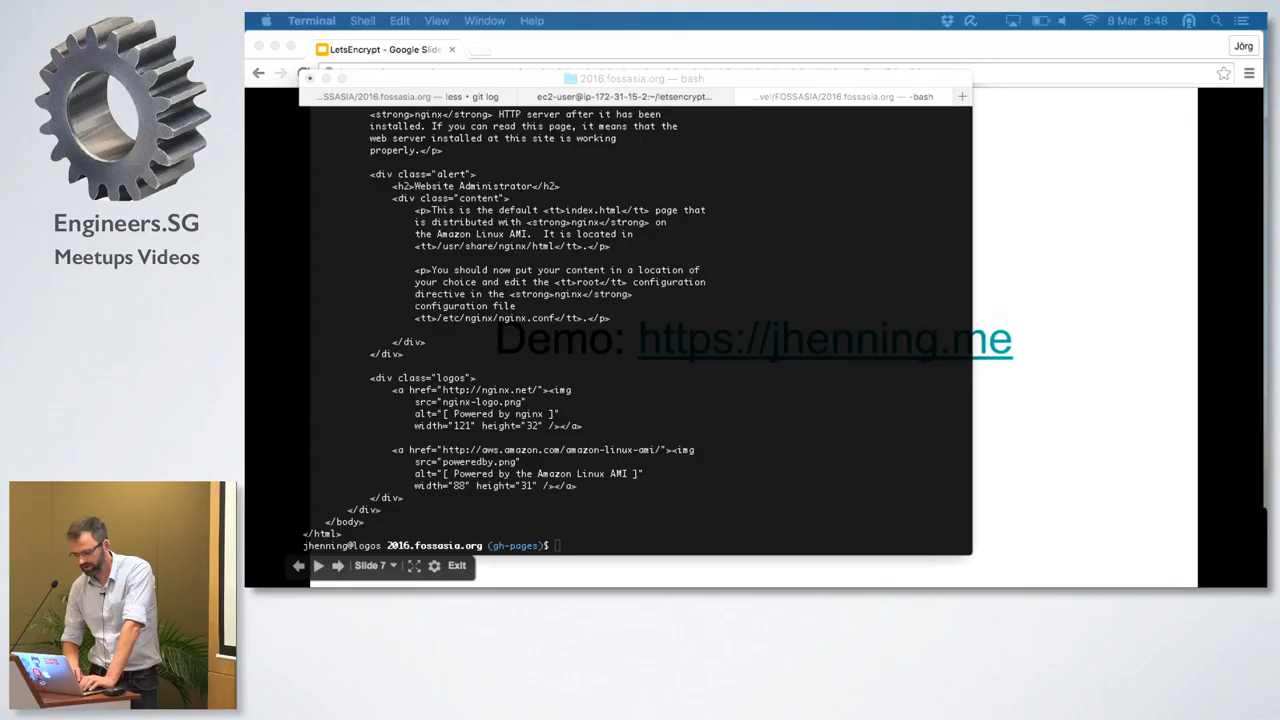 Engineers.SG
Meetups Videos
Terminal Shell Edit View Window Help
8 Mar 8:48
LetsEncrypt - Google Slide
Jörg
2016.fossasia.org — bash
...SSASIA/2016.fossasia.org — less • git log
ec2-user@ip-172-31-15-2:~/letsencrypt...
...vel/FOSSASIA/2016.fossasia.org — -bash
<strong>nginx</strong> HTTP server after it has been
installed. If you can read this page, it means that the
web server installed at this site is working
properly.</p>
<div class="alert">
<h2>Website Administrator</h2>
<div class="content">
<p>This is the default <tt>index.html</tt> page that
is distributed with <strong>nginx</strong> on
the Amazon Linux AMI.  It is located in
<tt>/usr/share/nginx/html</tt>.</p>
<p>You should now put your content in a location of
your choice and edit the <tt>root</tt> configuration
directive in the <strong>nginx</strong>
configuration file
<tt>/etc/nginx/nginx.conf</tt>.</p>
Demo: https://jhenning.me
</div>
</div>
<div class="logos">
<a href="http://nginx.net/"><img
src="nginx-logo.png"
alt="[ Powered by nginx ]"
width="121" height="32" /></a>
<a href="http://aws.amazon.com/amazon-linux-ami/"><img
src="poweredby.png"
alt="[ Powered by the Amazon Linux AMI ]"
width="88" height="31" /></a>
</div>
</div>
</body>
</html>
jhenning@logos 2016.fossasia.org (gh-pages)$
Slide 7 Exit